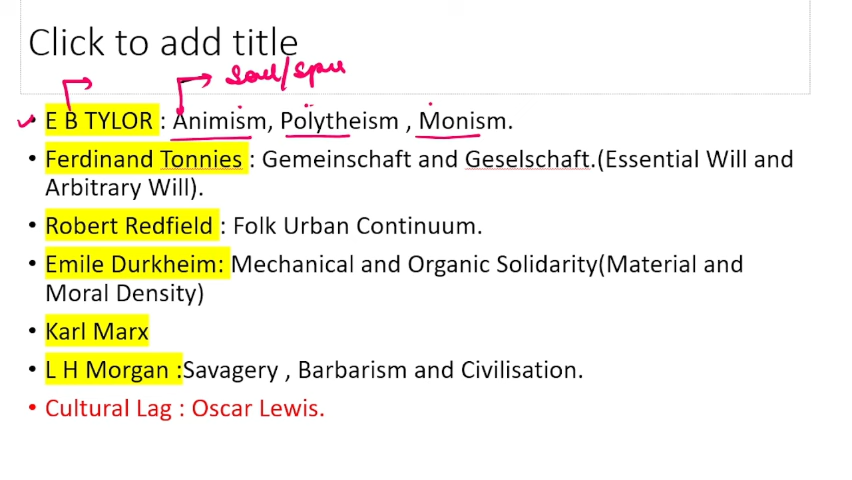 Click to add title
Soul/
• E B TYLOR : Animism, Polytheism , Monism.
• Ferdinand Tonnies : Gemeinschaft and Geselschaft.(Essential Will and
Arbitrary Will).
• Robert Redfield : Folk Urban Continuum.
• Emile Durkheim: Mechanical and Organic Solidarity(Material and
Moral Density)
• Karl Marx
• L H Morgan :Savagery , Barbarism and Civilisation.
• Cultural Lag : Oscar Lewis.